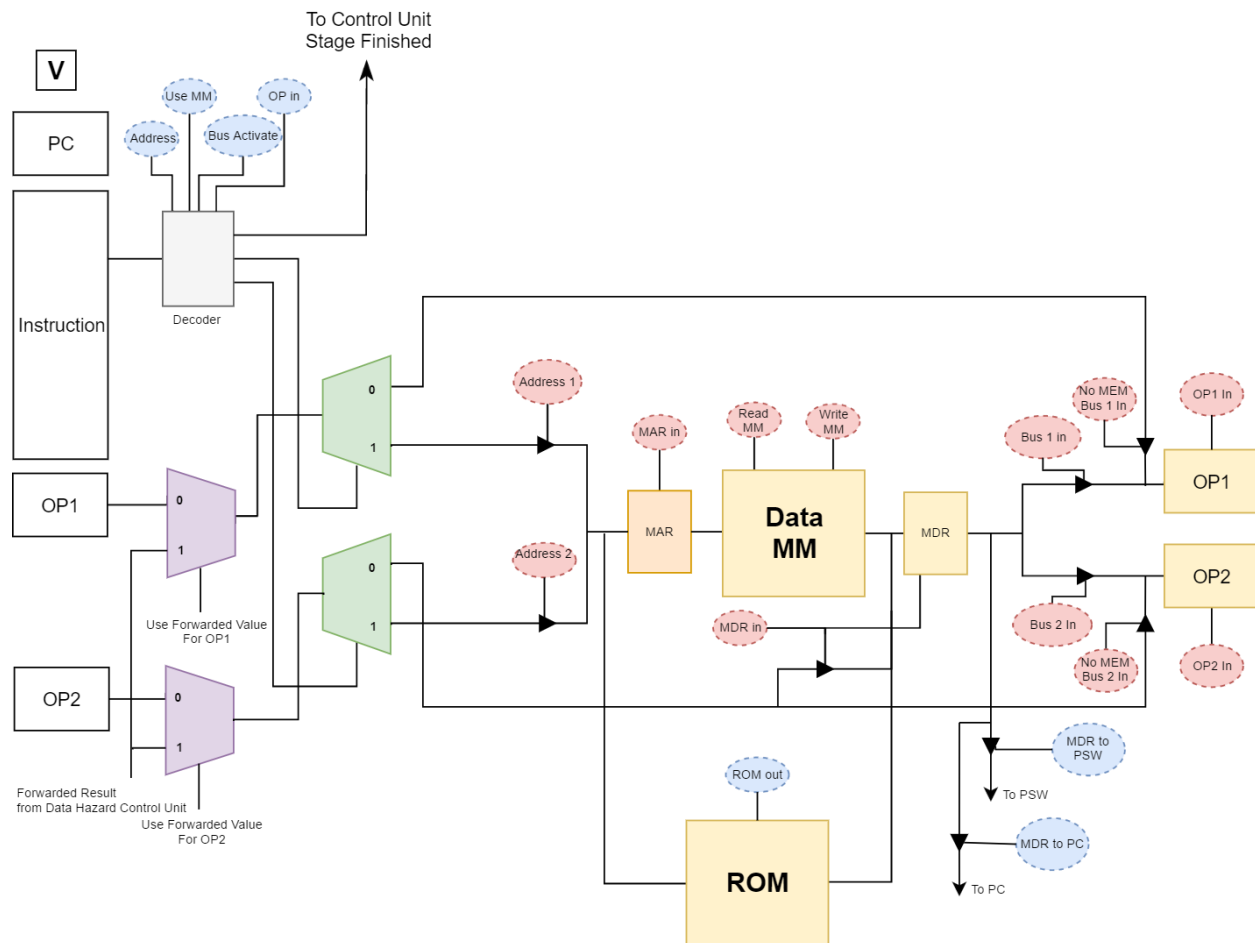 To Control Unit
Stage Finished
V
Use MM
OP in
PC
Address
Bus Activate
Instruction
Decoder
0
1
Address 1
No MEM
Bus 1 In
OP1 In
Read
MM
Write
MM
MAR in
Bus 1 in
OP1
0
1
OP1
MAR
Data
MM
MDR
Use Forwarded Value
For OP1
0
1
Address 2
OP2
MDR in
Bus 2 In
No MEM
Bus 2 In
OP2 In
OP2
0
1
MDR to
PSW
Forwarded Result
from Data Hazard Control Unit
Use Forwarded Value
For OP2
ROM out
To PSW
MDR to PC
ROM
To PC